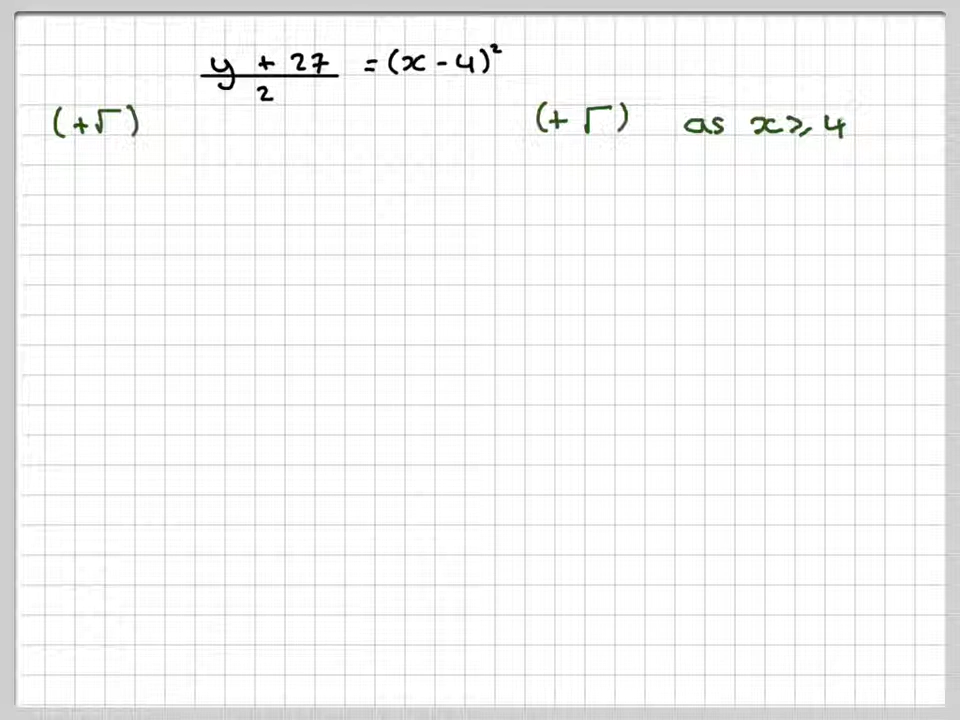 y + 27 = (x - 4)²
2
(+√ ) (+ √ ) as x ⩾ 4